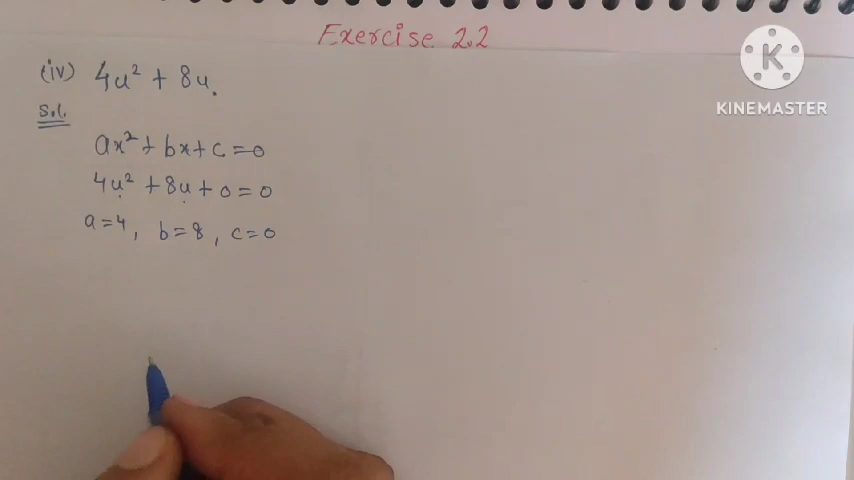 Exercise 2.2
(iv) 4u² + 8u.
Sol.
ax² + bx + c = 0
4u² + 8u + 0 = 0
a = 4, b = 8, c = 0
K
KINEMASTER